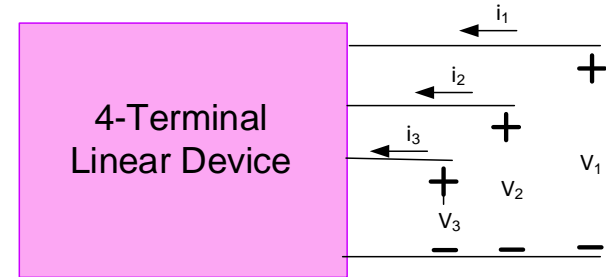 i₁
i₂
4-Terminal
Linear Device
i₃
V₁
V₂
V₃